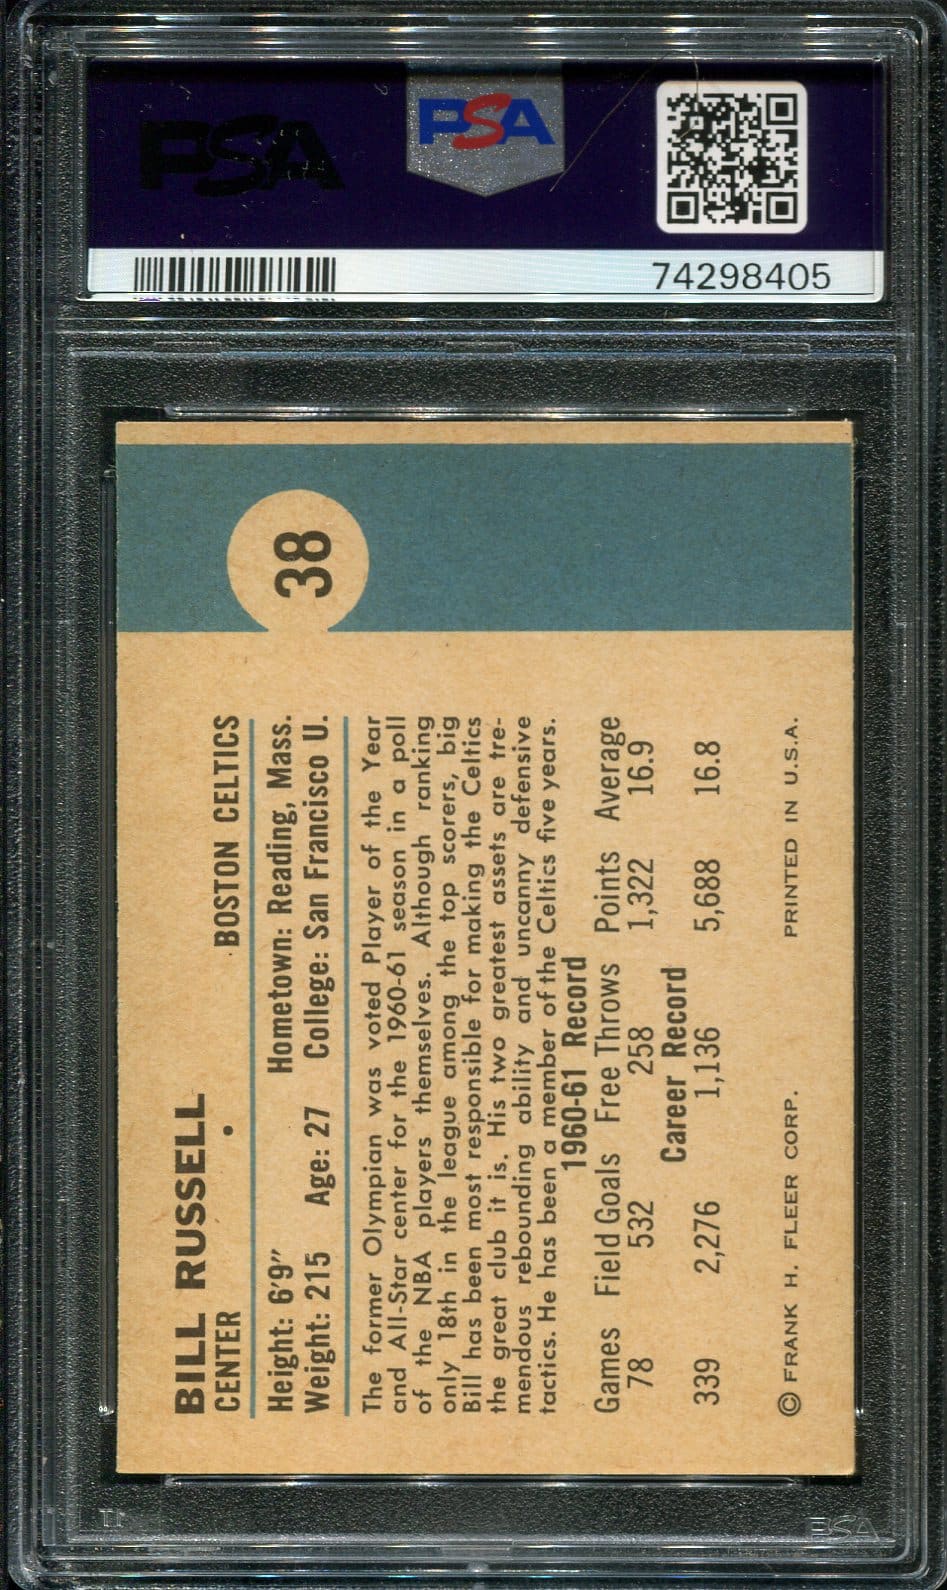 PSA
PSA
74298405
38
BILL RUSSELL
CENTER • BOSTON CELTICS
Height: 6'9" Hometown: Reading, Mass.
Weight: 215 Age: 27 College: San Francisco U.
The former Olympian was voted Player of the Year
and All-Star center for the 1960-61 season in a poll
of the NBA players themselves. Although ranking
only 18th in the league among the top scorers, big
Bill has been most responsible for making the Celtics
the great club it is. His two greatest assets are tre-
mendous rebounding ability and uncanny defensive
tactics. He has been a member of the Celtics five years.
1960-61 Record
Games Field Goals Free Throws Points Average
78 532 258 1,322 16.9
Career Record
339 2,276 1,136 5,688 16.8
© FRANK H. FLEER CORP. PRINTED IN U.S.A.
PSA